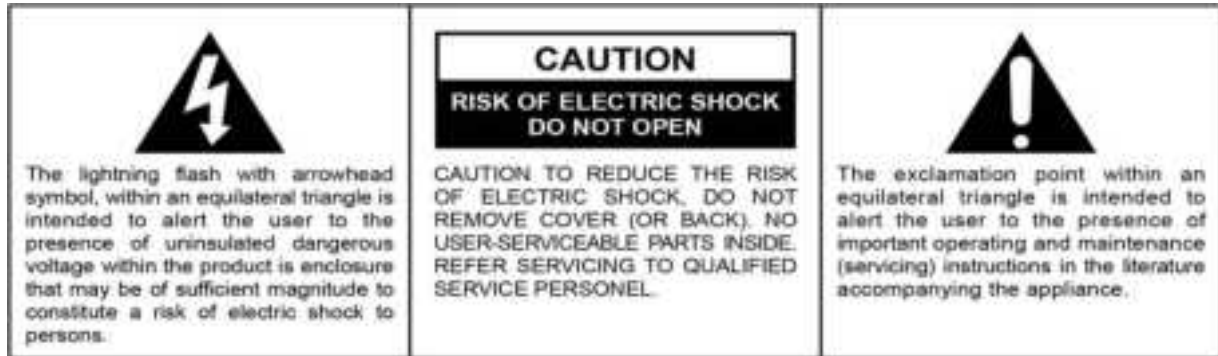 The lightning flash with arrowhead
symbol, within an equilateral triangle is
intended to alert the user to the
presence of uninsulated dangerous
voltage within the product is enclosure
that may be of sufficient magnitude to
constitute a risk of electric shock to
persons.
CAUTION
RISK OF ELECTRIC SHOCK
DO NOT OPEN
CAUTION TO REDUCE THE RISK
OF ELECTRIC SHOCK, DO NOT
REMOVE COVER (OR BACK). NO
USER-SERVICEABLE PARTS INSIDE.
REFER SERVICING TO QUALIFIED
SERVICE PERSONEL.
The exclamation point within an
equilateral triangle is intended to
alert the user to the presence of
important operating and maintenance
(servicing) instructions in the literature
accompanying the appliance.